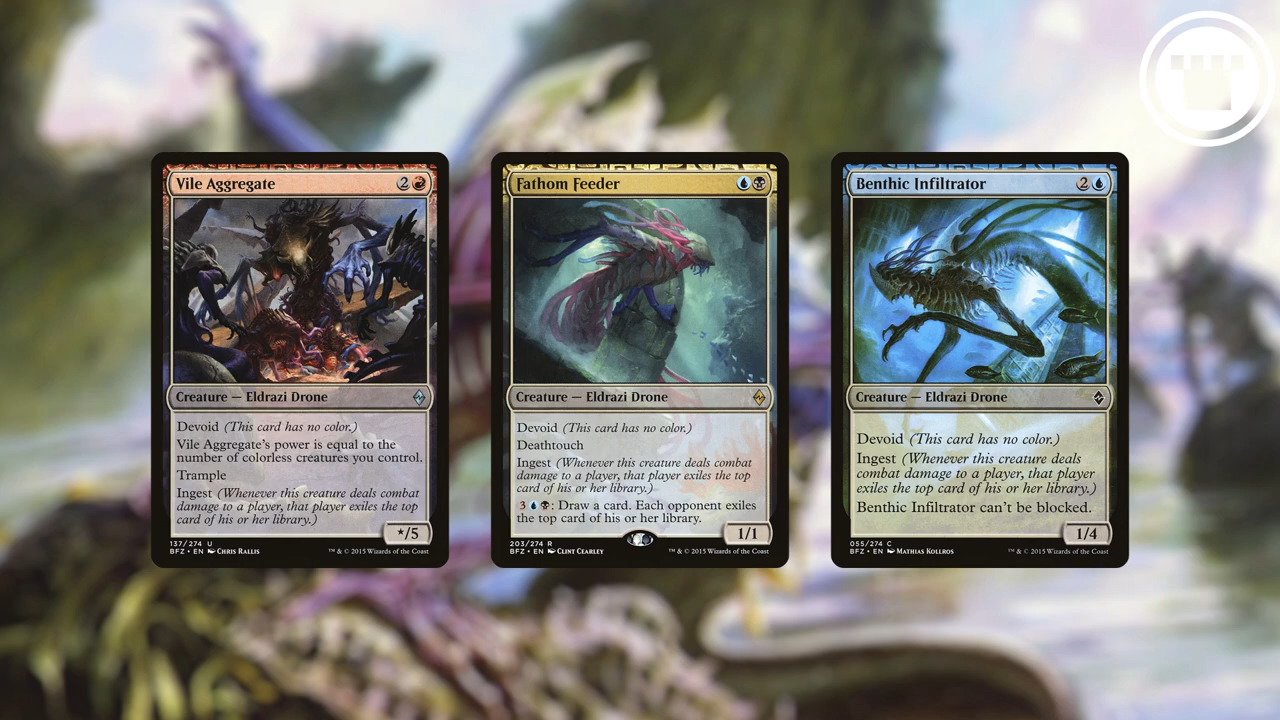 Vile Aggregate 2
Creature — Eldrazi Drone
Devoid (This card has no color.)
Vile Aggregate's power is equal to the
number of colorless creatures you control.
Trample
Ingest (Whenever this creature deals combat
damage to a player, that player exiles the top
card of his or her library.)
*/5
137/274 U
BFZ • EN Chris Rallis
™ & © 2015 Wizards of the Coast
Fathom Feeder
Creature — Eldrazi Drone
Devoid (This card has no color.)
Deathtouch
Ingest (Whenever this creature deals combat
damage to a player, that player exiles the top
card of his or her library.)
3: Draw a card. Each opponent exiles
the top card of his or her library.
1/1
203/274 R
BFZ • EN Clint Cearley
™ & © 2015 Wizards of the Coast
Benthic Infiltrator 2
Creature — Eldrazi Drone
Devoid (This card has no color.)
Ingest (Whenever this creature deals
combat damage to a player, that player
exiles the top card of his or her library.)
Benthic Infiltrator can't be blocked.
1/4
055/274 C
BFZ • EN Mathias Kollros
™ & © 2015 Wizards of the Coast